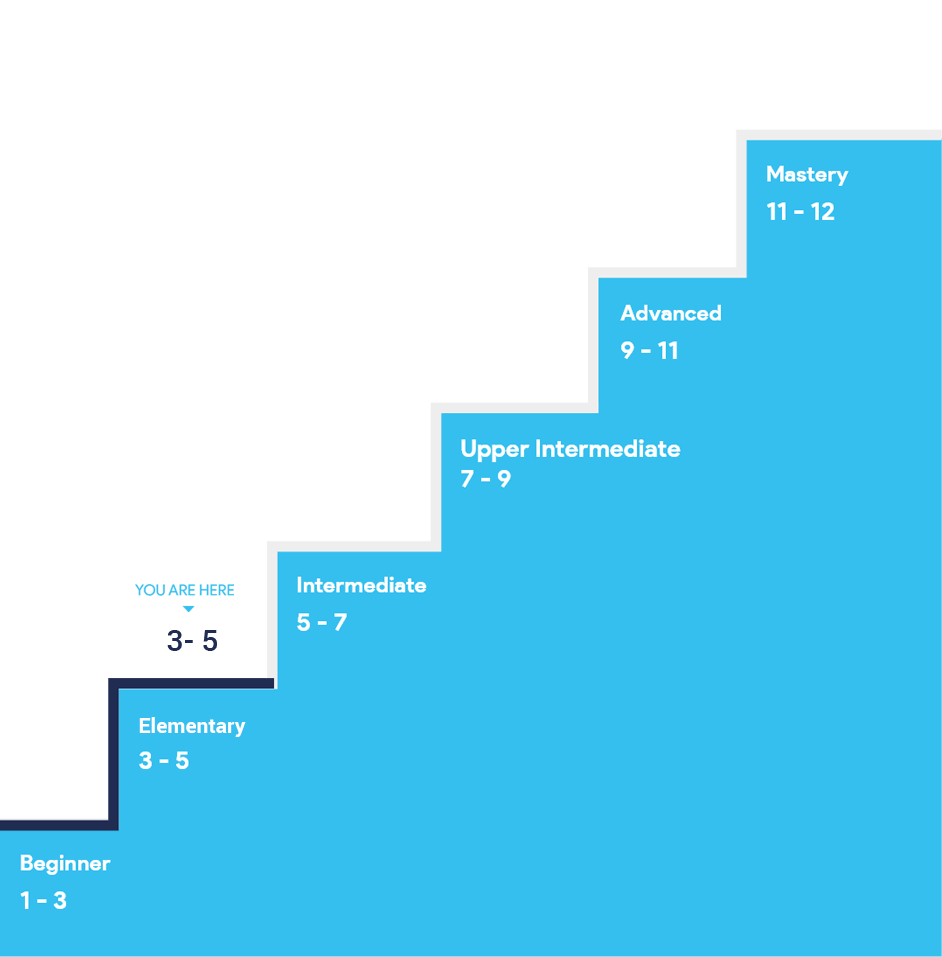 Mastery
11 - 12
Advanced
9 - 11
Upper Intermediate
7 - 9
YOU ARE HERE
3- 5
Intermediate
5 - 7
Elementary
3 - 5
Beginner
1 - 3